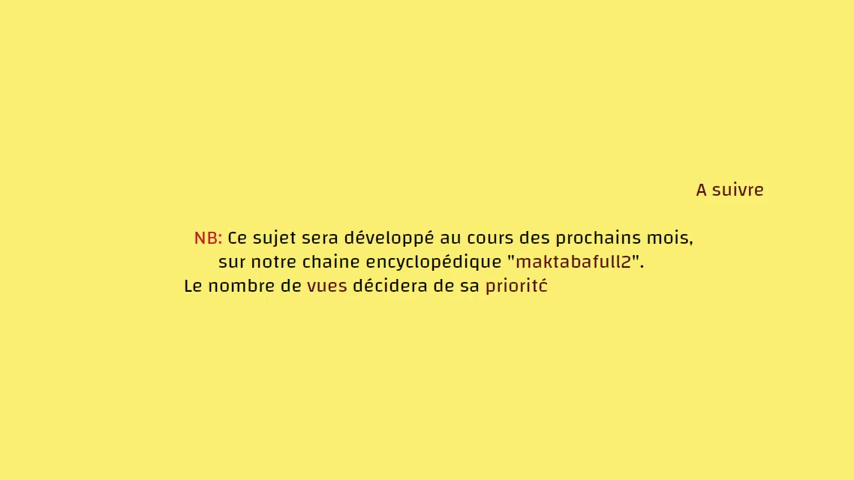 A suivre
NB: Ce sujet sera développé au cours des prochains mois,
sur notre chaine encyclopédique "maktabafull2".
Le nombre de vues décidera de sa priorité